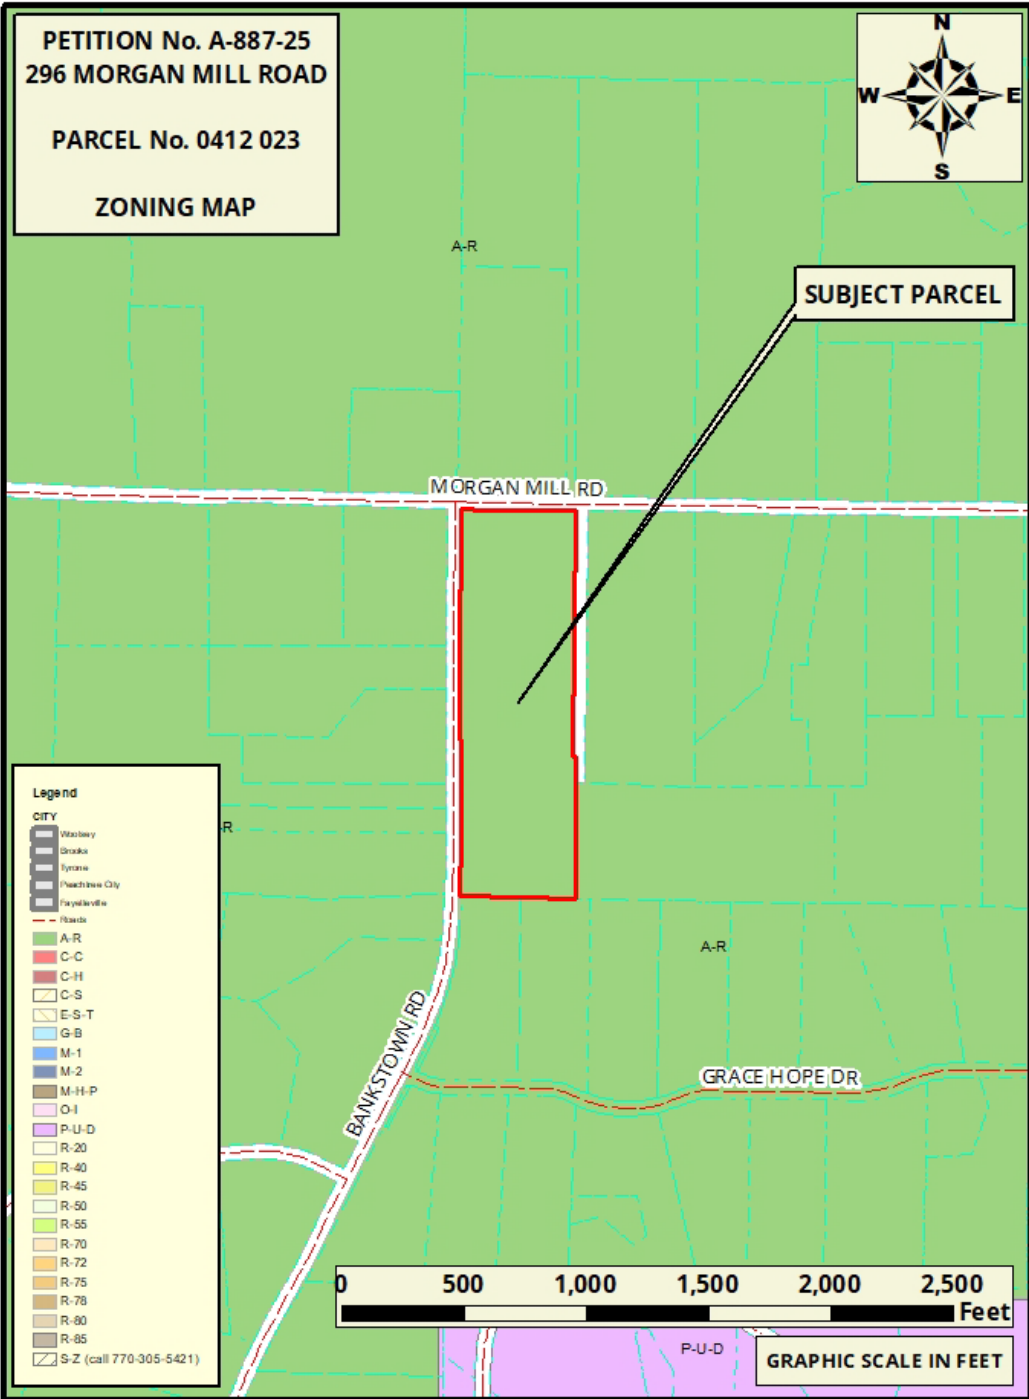 PETITION No. A-887-25
296 MORGAN MILL ROAD
PARCEL No. 0412 023
ZONING MAP
N
W
E
S
A-R
SUBJECT PARCEL
MORGAN MILL RD
-R
A-R
BANKSTOWN RD
GRACE HOPE DR
Legend
CITY
Woolsey
Brooks
Tyrone
Peachtree City
Fayetteville
Roads
A-R
C-C
C-H
C-S
E-S-T
G-B
M-1
M-2
M-H-P
O-I
P-U-D
R-20
R-40
R-45
R-50
R-55
R-70
R-72
R-75
R-78
R-80
R-85
S-Z (call 770-305-5421)
0 500 1,000 1,500 2,000 2,500
Feet
P-U-D
GRAPHIC SCALE IN FEET